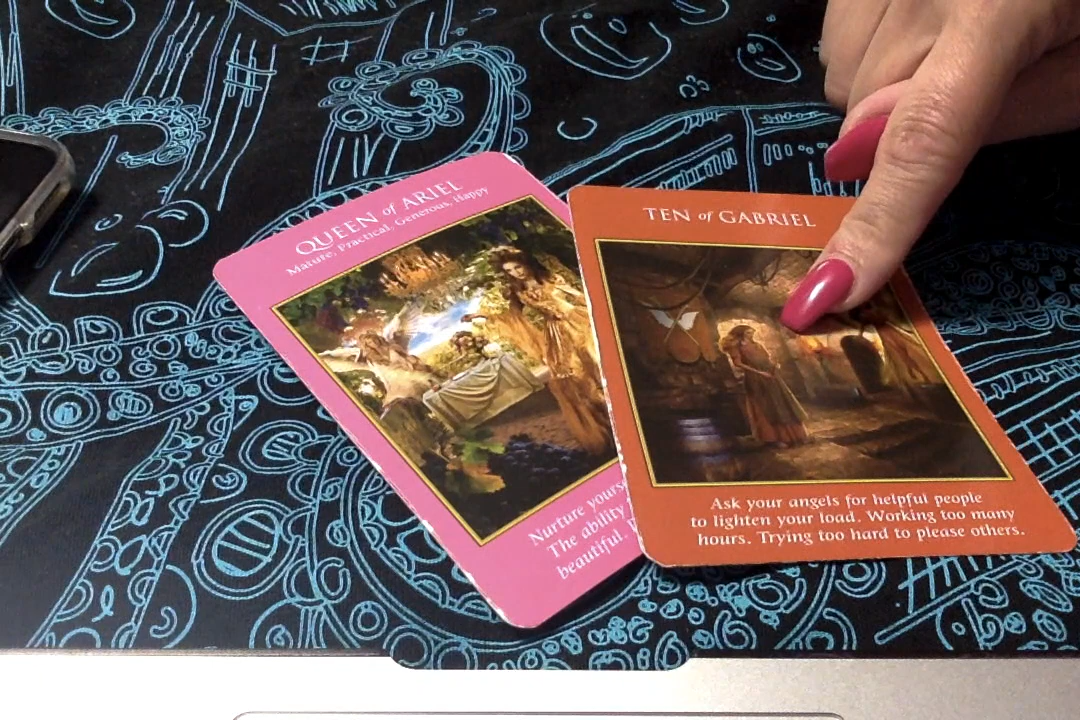 QUEEN of ARIEL
Mature, Practical, Generous, Happy
Nurture yours
The ability
beautiful.
TEN of GABRIEL
Ask your angels for helpful people
to lighten your load. Working too many
hours. Trying too hard to please others.